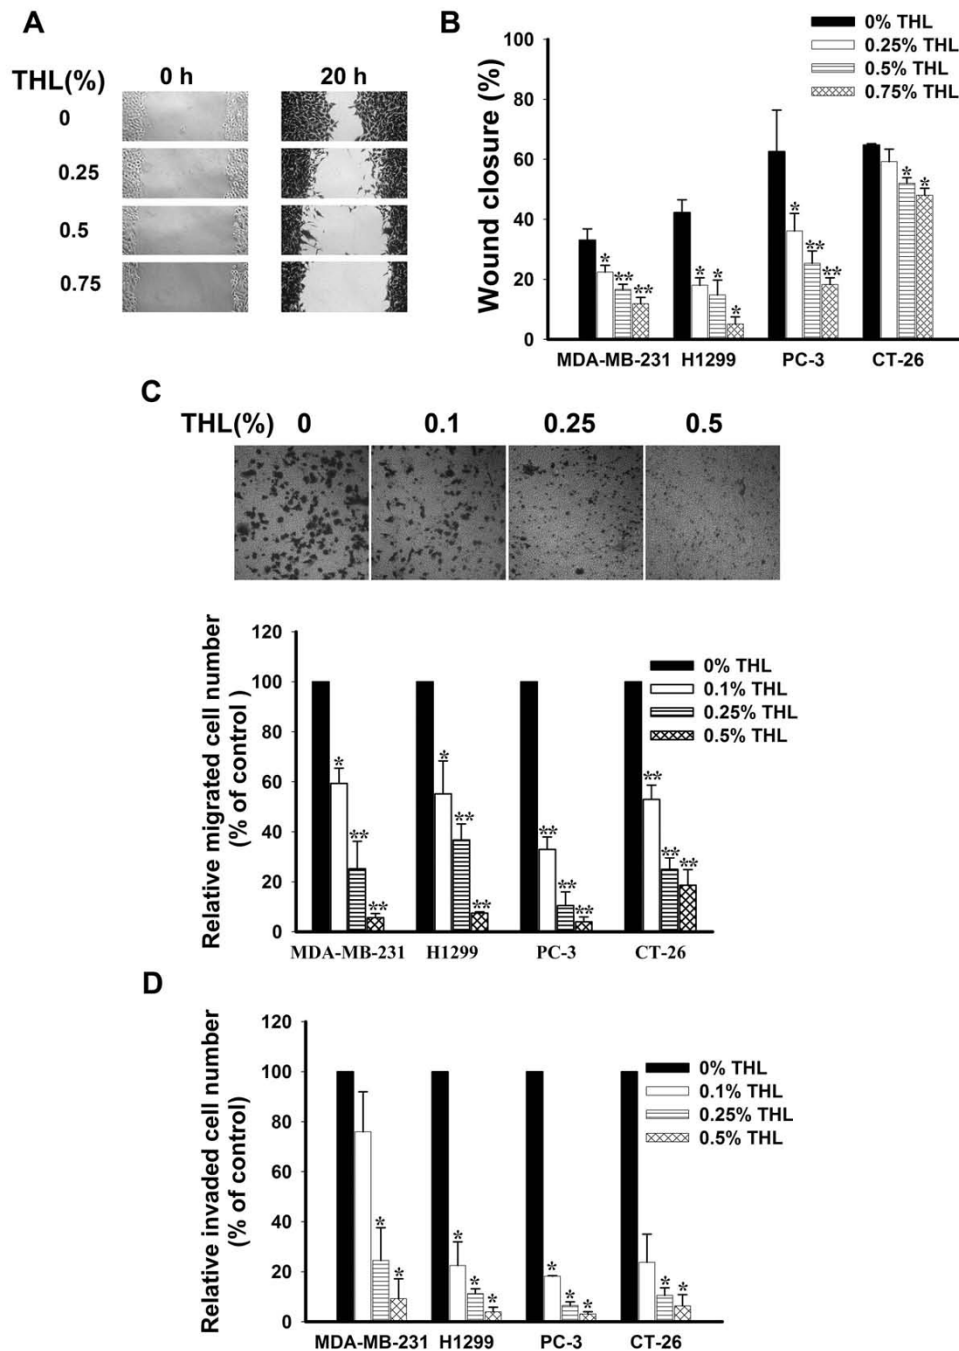 A
THL(%) 0 h 20 h
0
0.25
0.5
0.75
B
Wound closure (%)
100
80
60
40
20
0
0% THL
0.25% THL
0.5% THL
0.75% THL
* ** **
* * *
* ** **
* *
MDA-MB-231 H1299 PC-3 CT-26
C
THL(%) 0 0.1 0.25 0.5
Relative migrated cell number
(% of control )
120
100
80
60
40
20
0
0% THL
0.1% THL
0.25% THL
0.5% THL
* ** **
* ** **
** ** **
** ** **
MDA-MB-231 H1299 PC-3 CT-26
D
Relative invaded cell number
(% of control)
120
100
80
60
40
20
0
0% THL
0.1% THL
0.25% THL
0.5% THL
* *
* * *
* * *
* *
MDA-MB-231 H1299 PC-3 CT-26